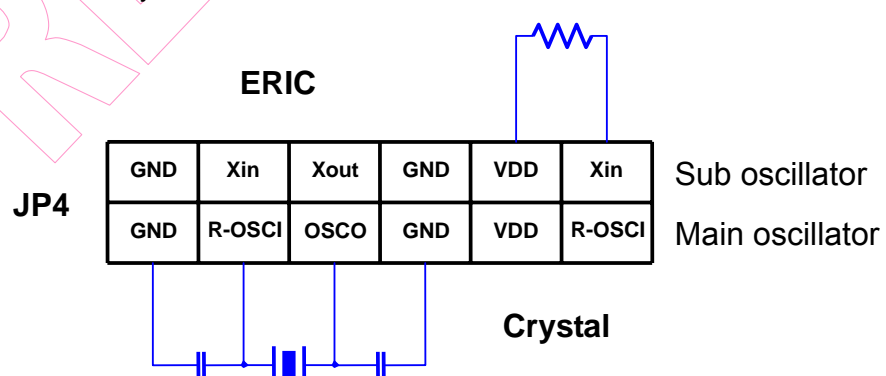 ERIC
GND Xin Xout GND VDD Xin Sub oscillator
JP4
GND R-OSCI OSCO GND VDD R-OSCI Main oscillator
Crystal